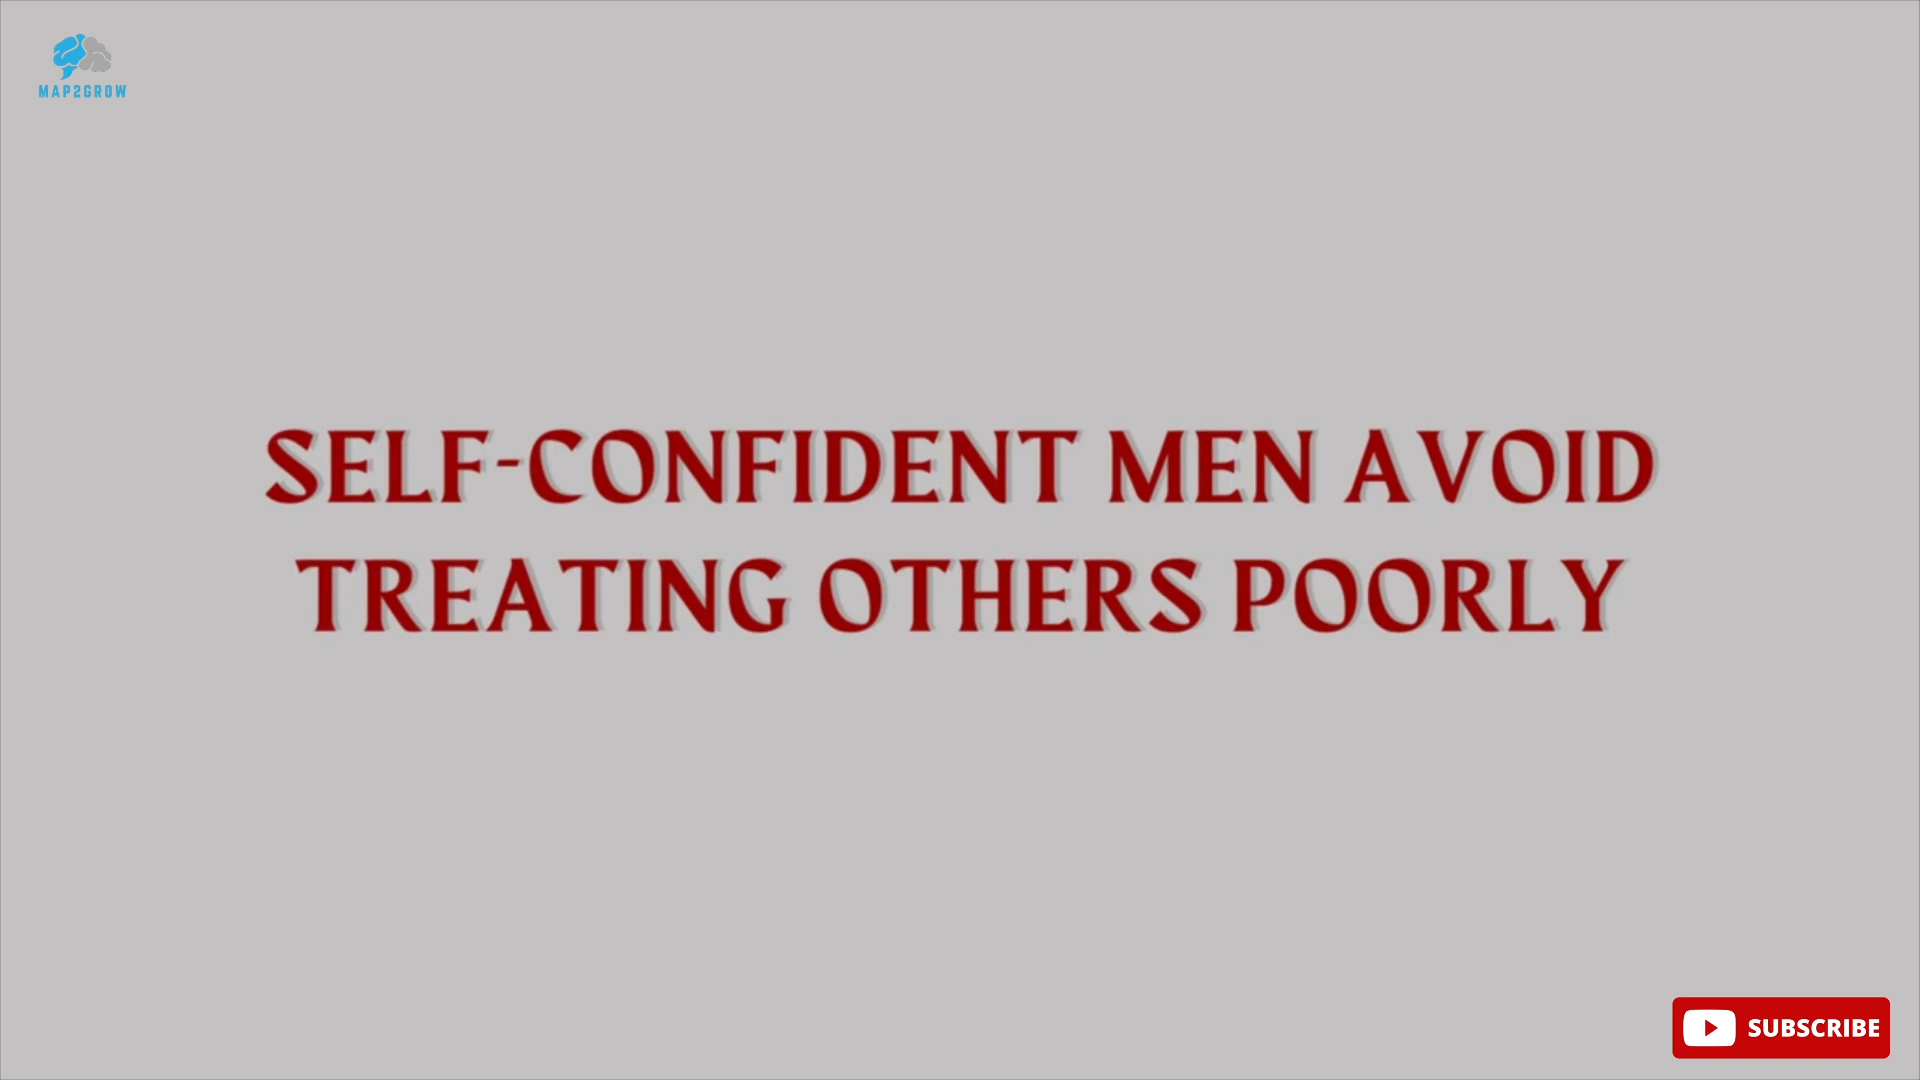 MAP2GROW
SELF-CONFIDENT MEN AVOID
TREATING OTHERS POORLY
SUBSCRIBE